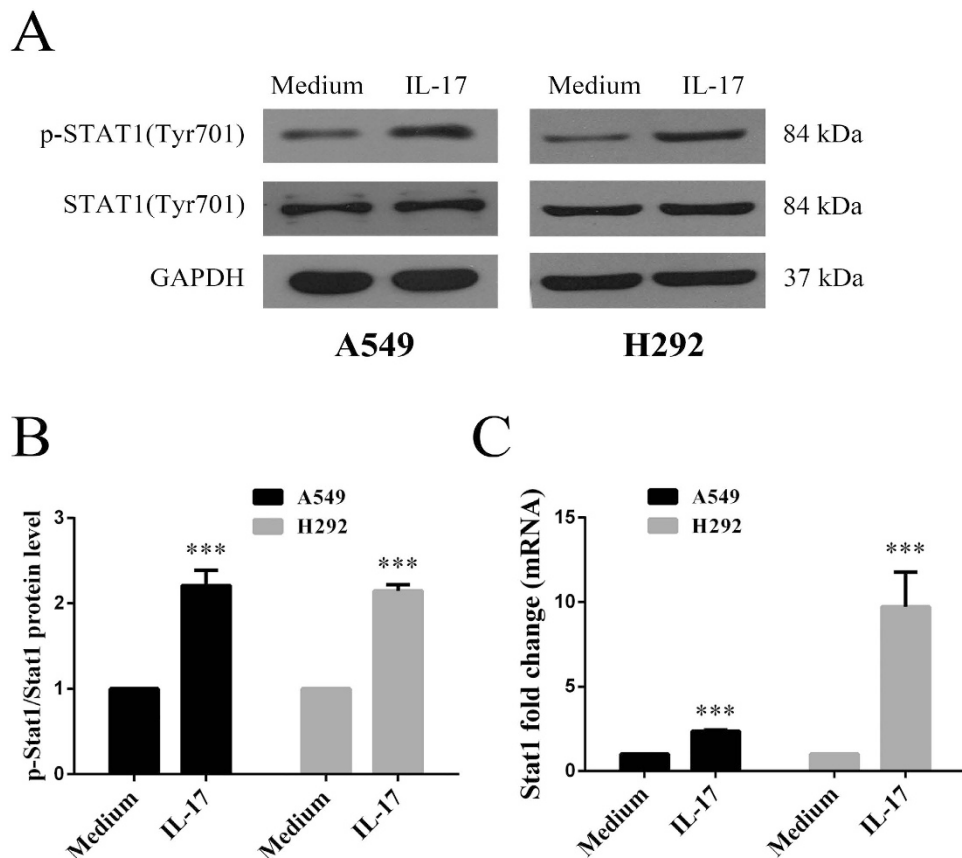 A
Medium IL-17 Medium IL-17
p-STAT1(Tyr701) 84 kDa
STAT1(Tyr701) 84 kDa
GAPDH 37 kDa
A549 H292
B
A549
H292
p-Stat1/Stat1 protein level
3
2
1
0
***
***
Medium IL-17 Medium IL-17
C
A549
H292
Stat1 fold change (mRNA)
15
10
5
0
***
***
Medium IL-17 Medium IL-17